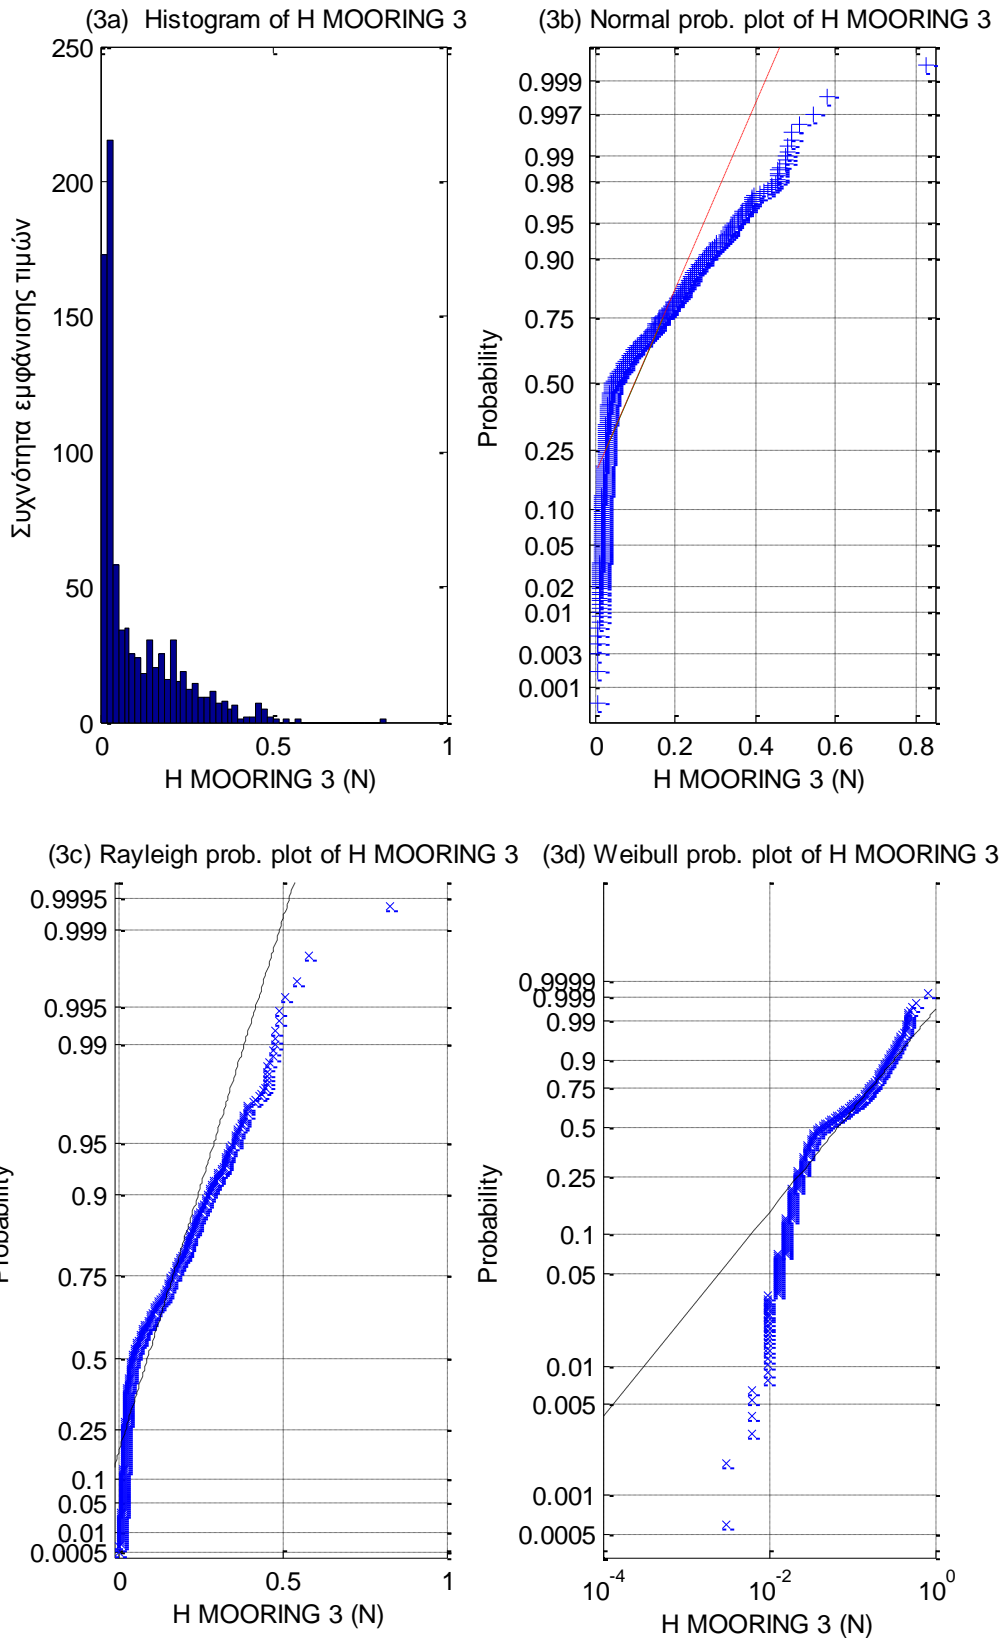 (3a) Histogram of H MOORING 3
250
200
150
100
50
0
Συχνότητα εμφάνισης τιμών
0 0.5 1
H MOORING 3 (N)
(3b) Normal prob. plot of H MOORING 3
0.999
0.997
0.99
0.98
0.95
0.90
0.75
0.50
0.25
0.10
0.05
0.02
0.01
0.003
0.001
Probability
0 0.2 0.4 0.6 0.8
H MOORING 3 (N)
(3c) Rayleigh prob. plot of H MOORING 3
0.9995
0.999
0.995
0.99
0.95
0.9
0.75
0.5
0.25
0.1
0.05
0.01
0.0005
Probability
0 0.5 1
H MOORING 3 (N)
(3d) Weibull prob. plot of H MOORING 3
0.9999
0.999
0.99
0.9
0.75
0.5
0.25
0.1
0.05
0.01
0.005
0.001
0.0005
Probability
10^-4 10^-2 10^0
H MOORING 3 (N)